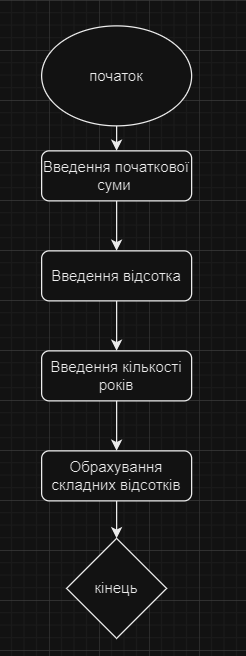 початок
Введення початкової
суми
Введення відсотка
Введення кількості
років
Обрахування
складних відсотків
кінець